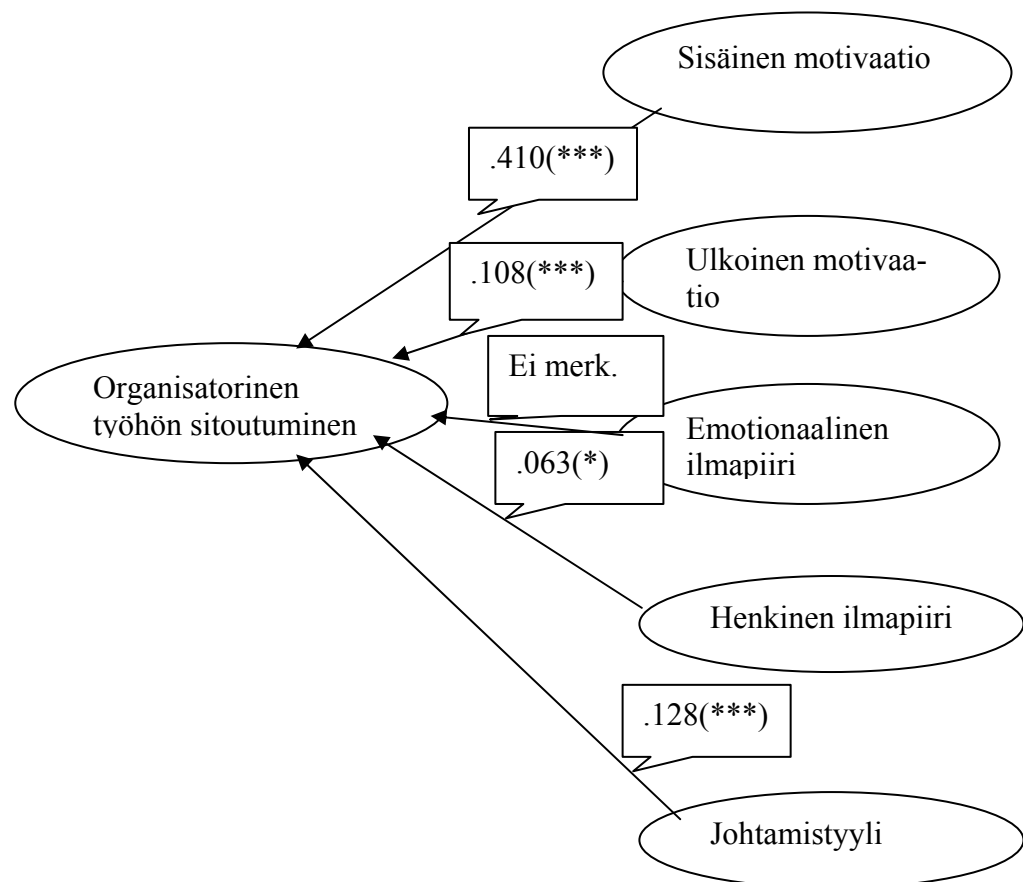 Sisäinen motivaatio
.410(***)
Ulkoinen motivaa-
tio
.108(***)
Ei merk.
Organisatorinen
työhön sitoutuminen
Emotionaalinen
ilmapiiri
.063(*)
Henkinen ilmapiiri
.128(***)
Johtamistyyli